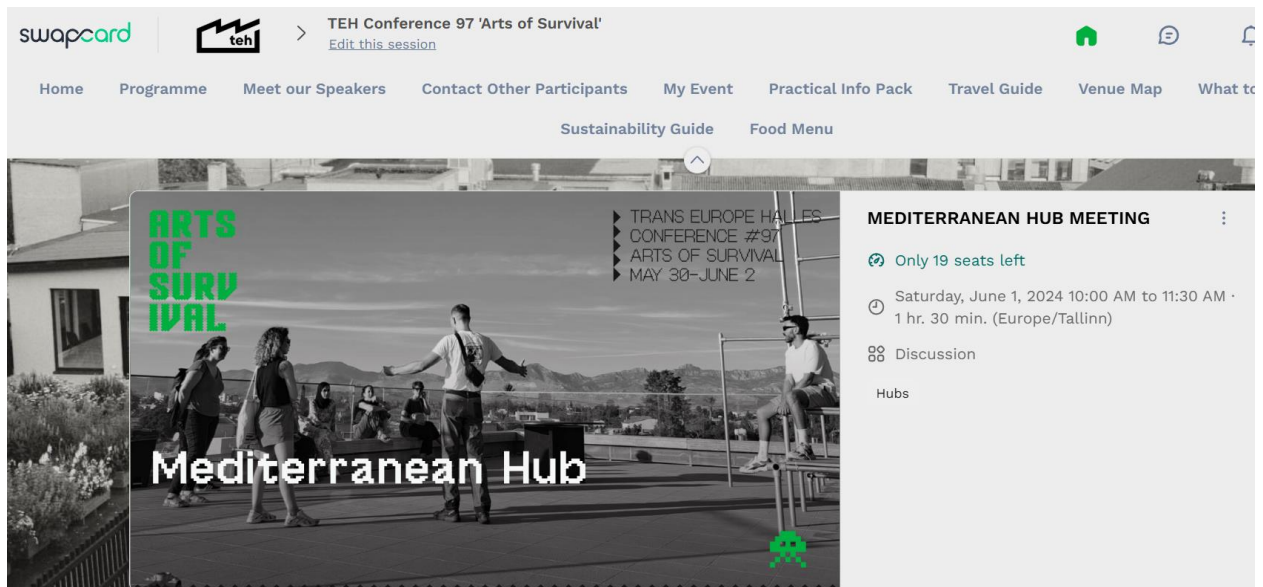 swapcard
teh
TEH Conference 97 'Arts of Survival'
Edit this session
Home Programme Meet our Speakers Contact Other Participants My Event Practical Info Pack Travel Guide Venue Map What to
Sustainability Guide Food Menu
ARTS
OF
SURV
IVAL
TRANS EUROPE HALLES
CONFERENCE #97
ARTS OF SURVIVAL
MAY 30-JUNE 2
Mediterranean Hub
MEDITERRANEAN HUB MEETING
Only 19 seats left
Saturday, June 1, 2024 10:00 AM to 11:30 AM ·
1 hr. 30 min. (Europe/Tallinn)
Discussion
Hubs